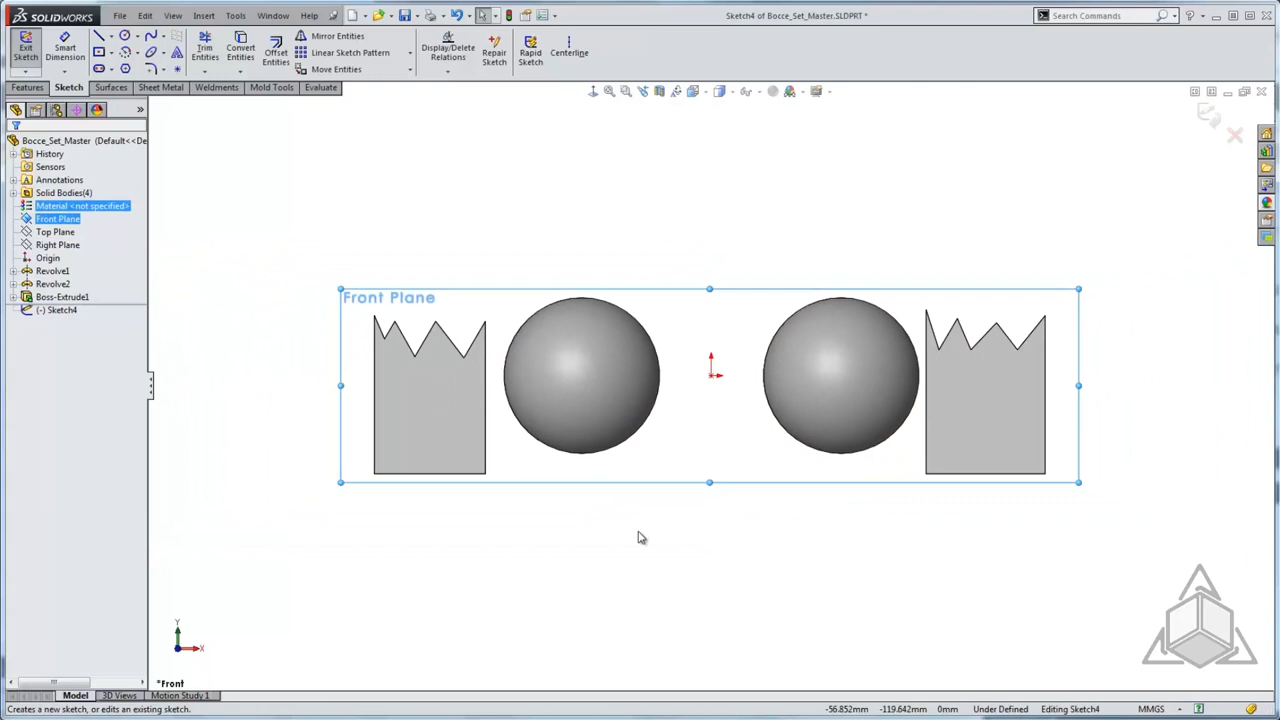 SOLIDWORKS File Edit View Insert Tools Window Help Sketch4 of Bocce_Set_Master.SLDPRT * Search Commands
Exit Sketch
Smart Dimension
Trim Entities
Convert Entities
Offset Entities
Mirror Entities
Linear Sketch Pattern
Move Entities
Display/Delete Relations
Repair Sketch
Rapid Sketch
Centerline
Features Sketch Surfaces Sheet Metal Weldments Mold Tools Evaluate
Bocce_Set_Master (Default<<De
History
Sensors
Annotations
Solid Bodies(4)
Material <not specified>
Front Plane
Top Plane
Right Plane
Origin
Revolve1
Revolve2
Boss-Extrude1
(-) Sketch4
Front Plane
Y
X
*Front
Model 3D Views Motion Study 1
Creates a new sketch, or edits an existing sketch. -56.852mm -119.642mm 0mm Under Defined Editing Sketch4 MMGS